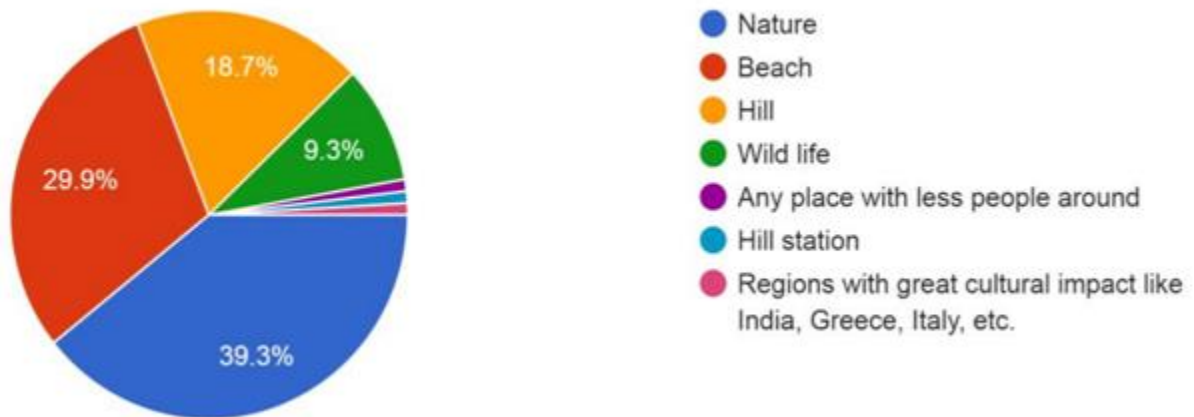 18.7%
9.3%
29.9%
39.3%
Nature
Beach
Hill
Wild life
Any place with less people around
Hill station
Regions with great cultural impact like
India, Greece, Italy, etc.